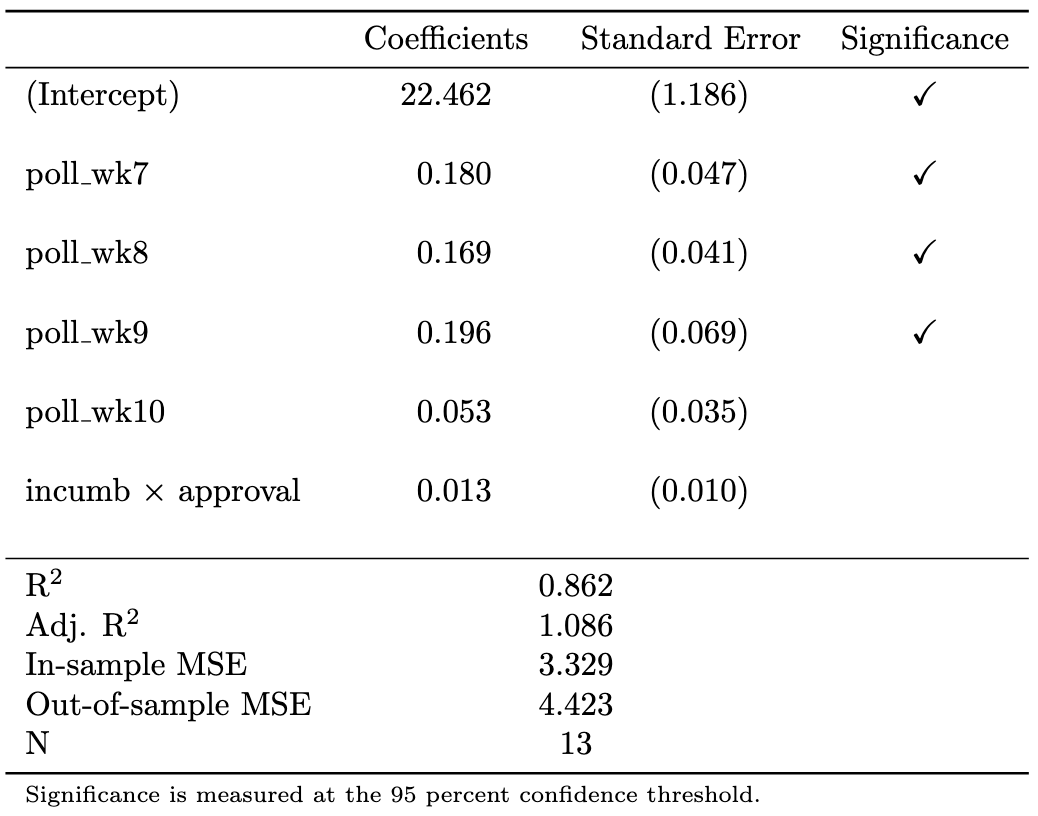 Coefficients Standard Error Significance
(Intercept) 22.462 (1.186) ✓
poll_wk7 0.180 (0.047) ✓
poll_wk8 0.169 (0.041) ✓
poll_wk9 0.196 (0.069) ✓
poll_wk10 0.053 (0.035)
incumb × approval 0.013 (0.010)
R² 0.862
Adj. R² 1.086
In-sample MSE 3.329
Out-of-sample MSE 4.423
N 13
Significance is measured at the 95 percent confidence threshold.